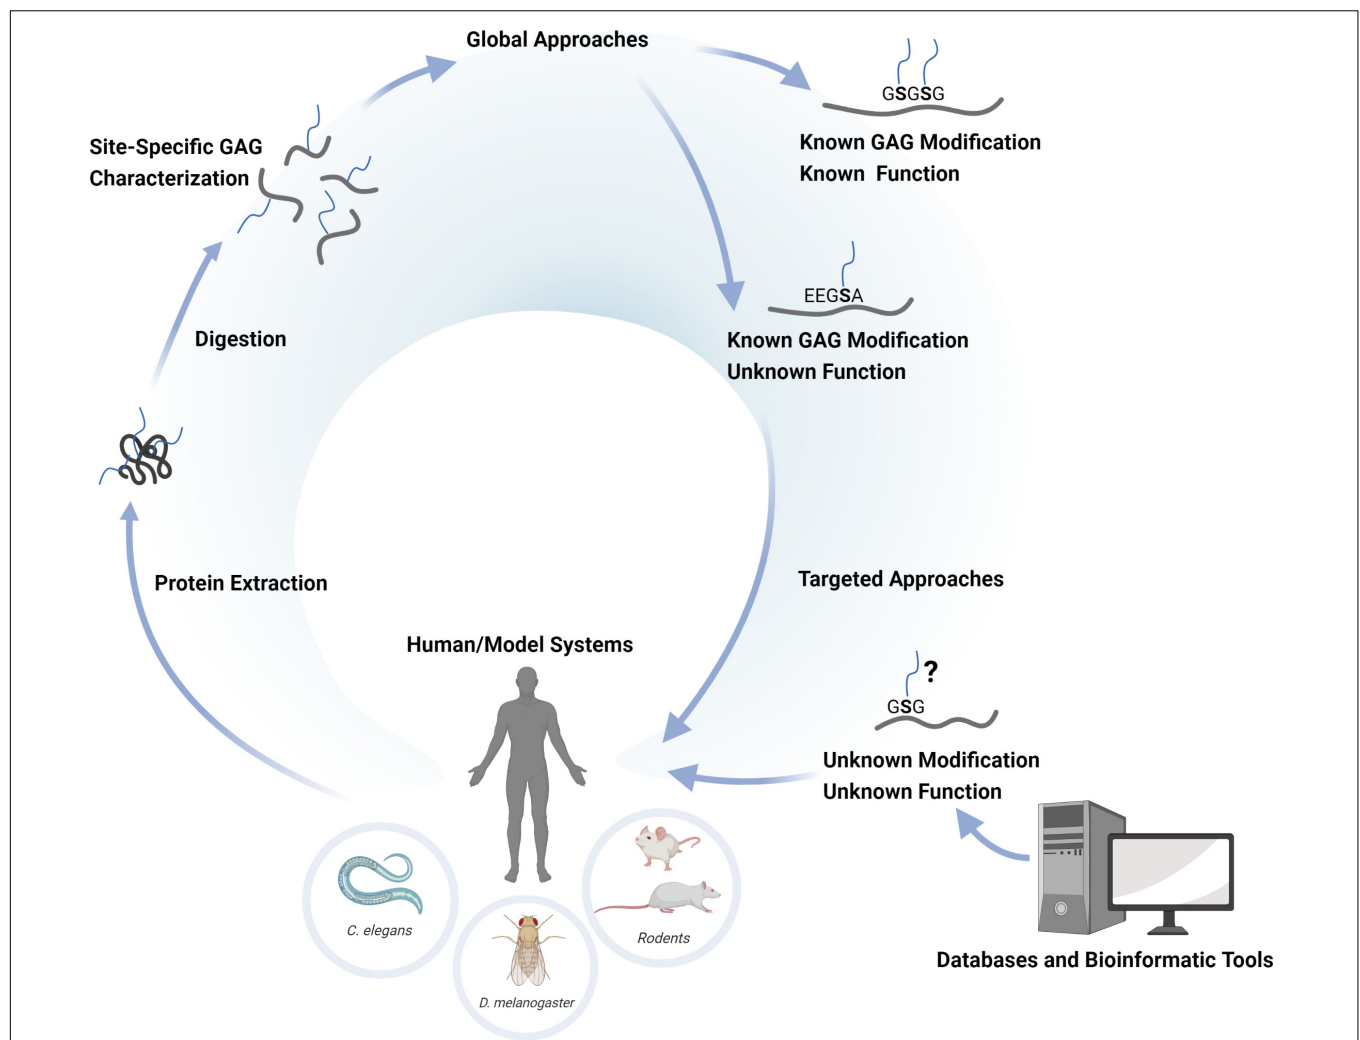 Global Approaches
GSGSG
Known GAG Modification
Known Function
Site-Specific GAG
Characterization
EEGSA
Known GAG Modification
Unknown Function
Digestion
Protein Extraction
Targeted Approaches
Human/Model Systems
?
GSG
Unknown Modification
Unknown Function
C. elegans
D. melanogaster
Rodents
Databases and Bioinformatic Tools